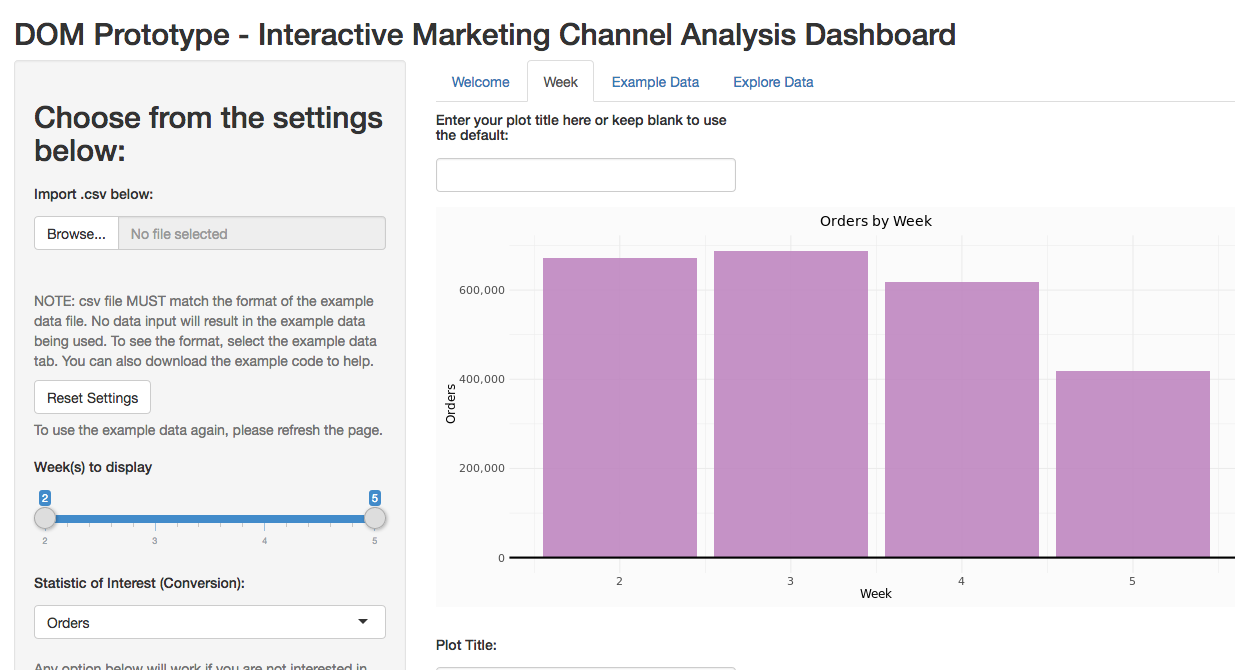 DOM Prototype - Interactive Marketing Channel Analysis Dashboard
Choose from the settings
below:
Import .csv below:
Browse... No file selected
NOTE: csv file MUST match the format of the example
data file. No data input will result in the example data
being used. To see the format, select the example data
tab. You can also download the example code to help.
Reset Settings
To use the example data again, please refresh the page.
Week(s) to display
2 5
2 3 4 5
Statistic of Interest (Conversion):
Orders
Any option below will work if you are not interested in
Welcome Week Example Data Explore Data
Enter your plot title here or keep blank to use
the default:
Orders by Week
600,000
400,000
200,000
0
Orders
2 3 4 5
Week
Plot Title: